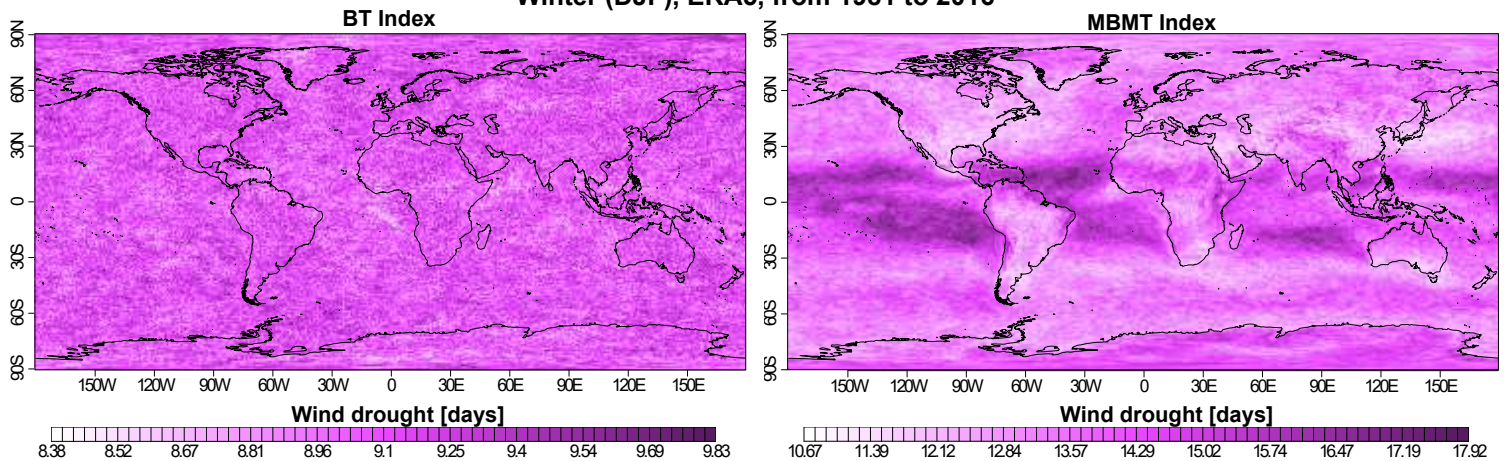 BT Index
MBMT Index
90N
60N
30N
0
30S
60S
90S
150W 120W 90W 60W 30W 0 30E 60E 90E 120E 150E
90N
60N
30N
0
30S
60S
90S
150W 120W 90W 60W 30W 0 30E 60E 90E 120E 150E
Wind drought [days]
8.38 8.52 8.67 8.81 8.96 9.1 9.25 9.4 9.54 9.69 9.83
Wind drought [days]
10.67 11.39 12.12 12.84 13.57 14.29 15.02 15.74 16.47 17.19 17.92